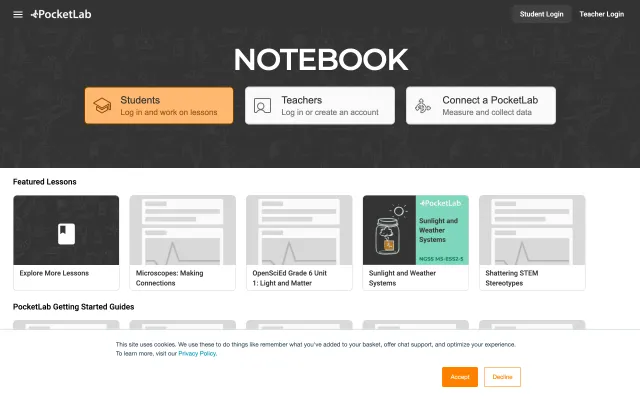 PocketLab
Student Login
Teacher Login
NOTEBOOK
Students
Log in and work on lessons
Teachers
Log in or create an account
Connect a PocketLab
Measure and collect data
Featured Lessons
PocketLab
Sunlight and
Weather
Systems
NGSS MS-ESS2-5
Explore More Lessons
Microscopes: Making
Connections
OpenSciEd Grade 6 Unit
1: Light and Matter
Sunlight and Weather
Systems
Shattering STEM
Stereotypes
PocketLab Getting Started Guides
This site uses cookies. We use these to do things like remember what you've added to your basket, offer chat support, and optimize your experience.
To learn more, visit our Privacy Policy.
Accept
Decline